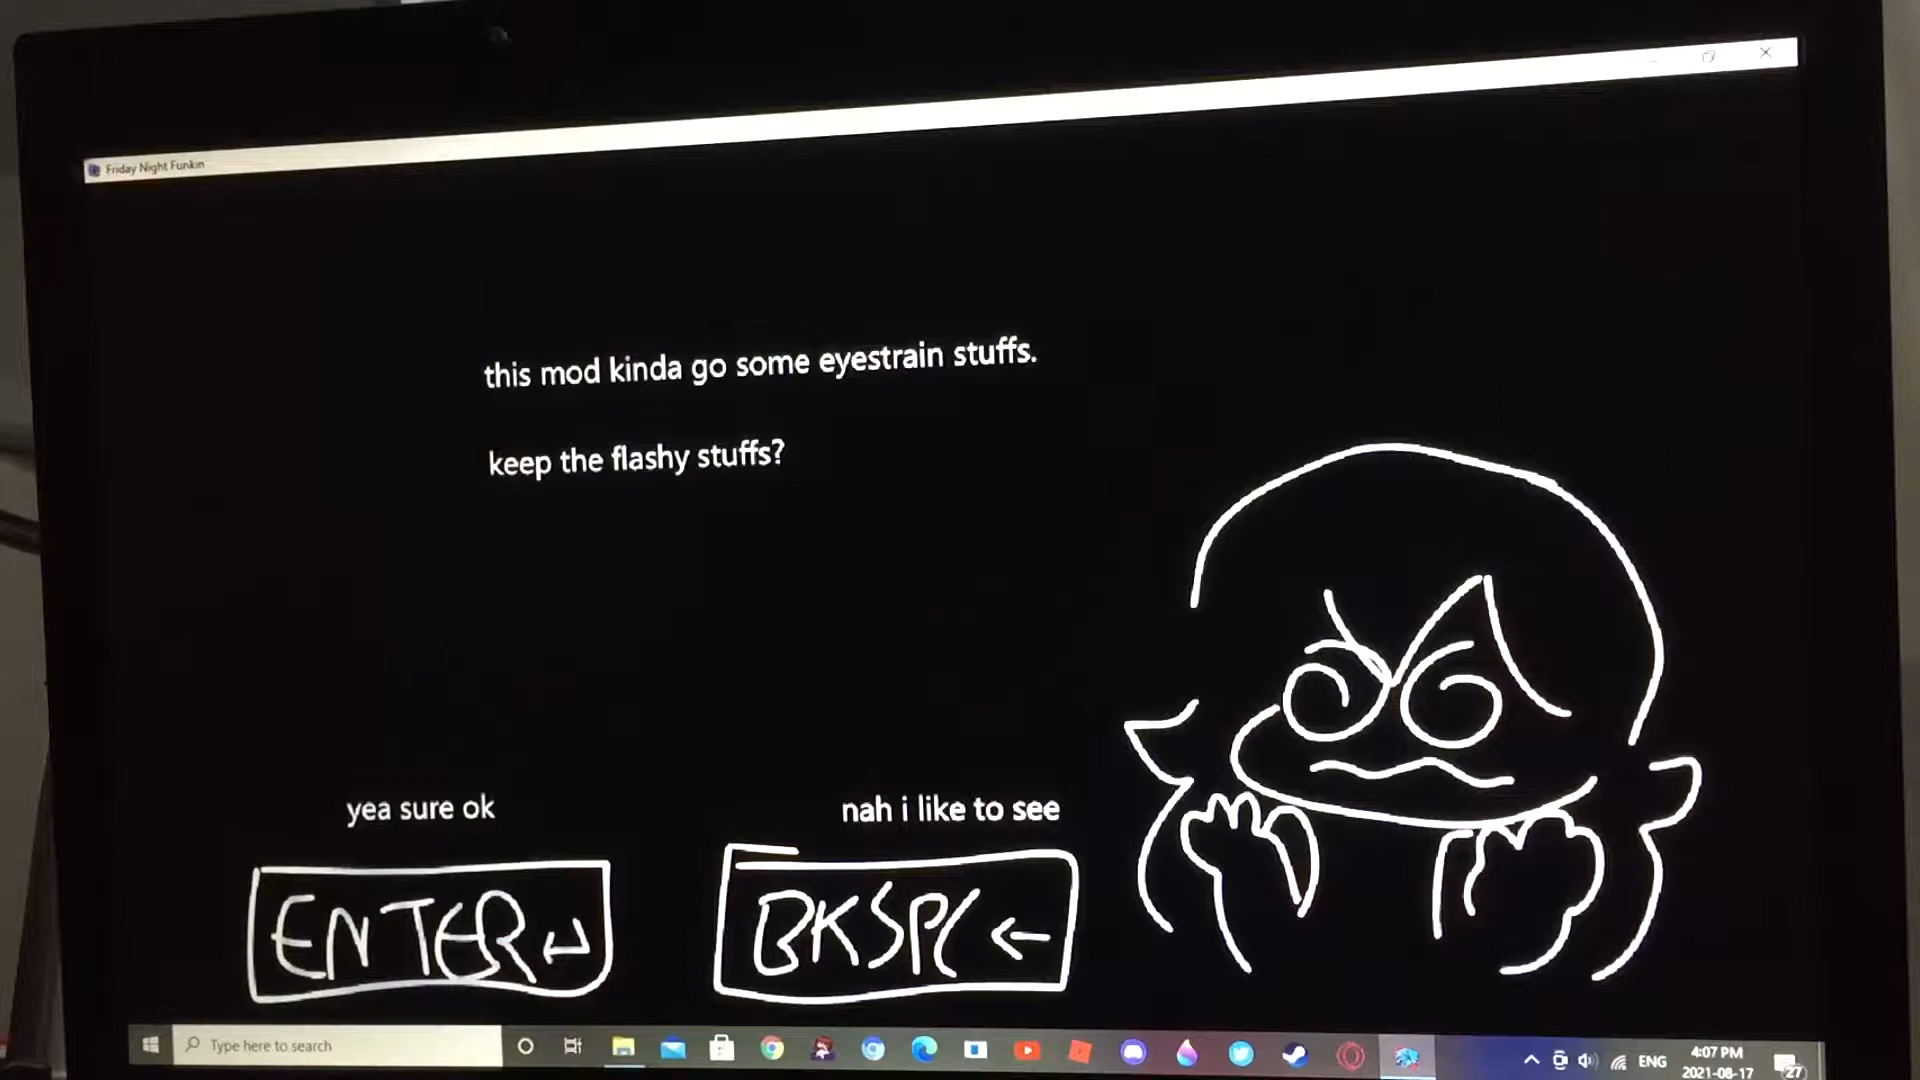 Friday Night Funkin
this mod kinda go some eyestrain stuffs.
keep the flashy stuffs?
yea sure ok
nah i like to see
ENTER
BKSPC
Type here to search
ENG
4:07 PM
2021-08-17
27